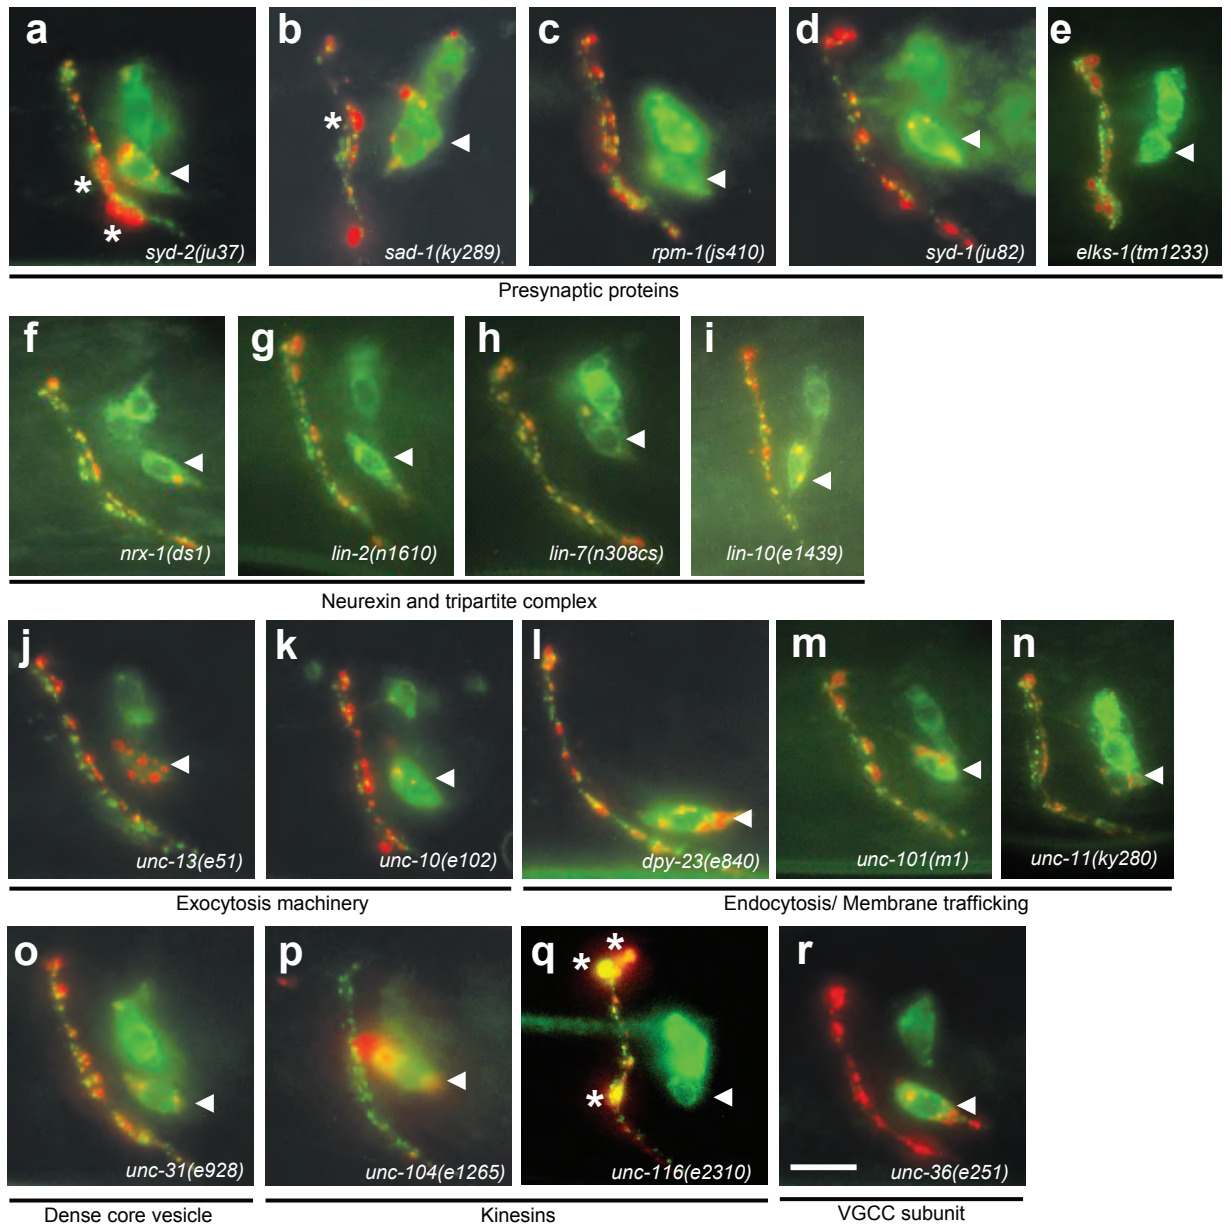 a b c d e
* * * 
syd-2(ju37) sad-1(ky289) rpm-1(js410) syd-1(ju82) elks-1(tm1233)
Presynaptic proteins
f g h i
nrx-1(ds1) lin-2(n1610) lin-7(n308cs) lin-10(e1439)
Neurexin and tripartite complex
j k l m n
unc-13(e51) unc-10(e102) dpy-23(e840) unc-101(m1) unc-11(ky280)
Exocytosis machinery Endocytosis/ Membrane trafficking
o p q r
* * *
unc-31(e928) unc-104(e1265) unc-116(e2310) unc-36(e251)
Dense core vesicle Kinesins VGCC subunit